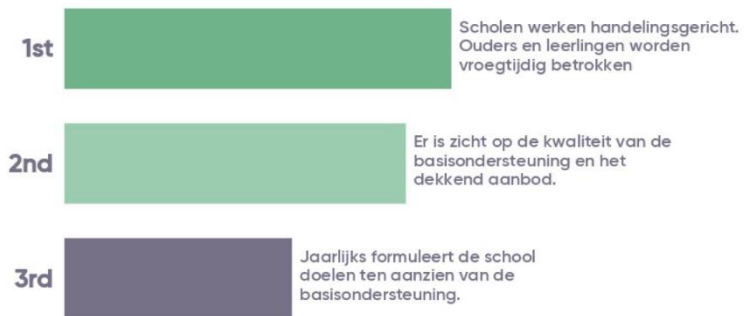 1st
Scholen werken handelingsgericht.
Ouders en leerlingen worden
vroegtijdig betrokken
2nd
Er is zicht op de kwaliteit van de
basisondersteuning en het
dekkend aanbod.
3rd
Jaarlijks formuleert de school
doelen ten aanzien van de
basisondersteuning.